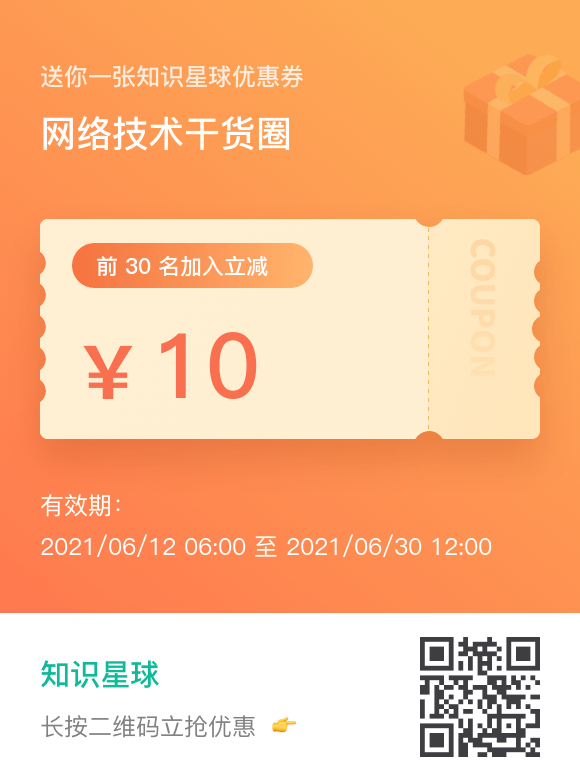 送你一张知识星球优惠券
网络技术干货圈
前 30 名加入立减
¥ 10
COUPON
有效期：
2021/06/12 06:00 至 2021/06/30 12:00
知识星球
长按二维码立抢优惠 👉